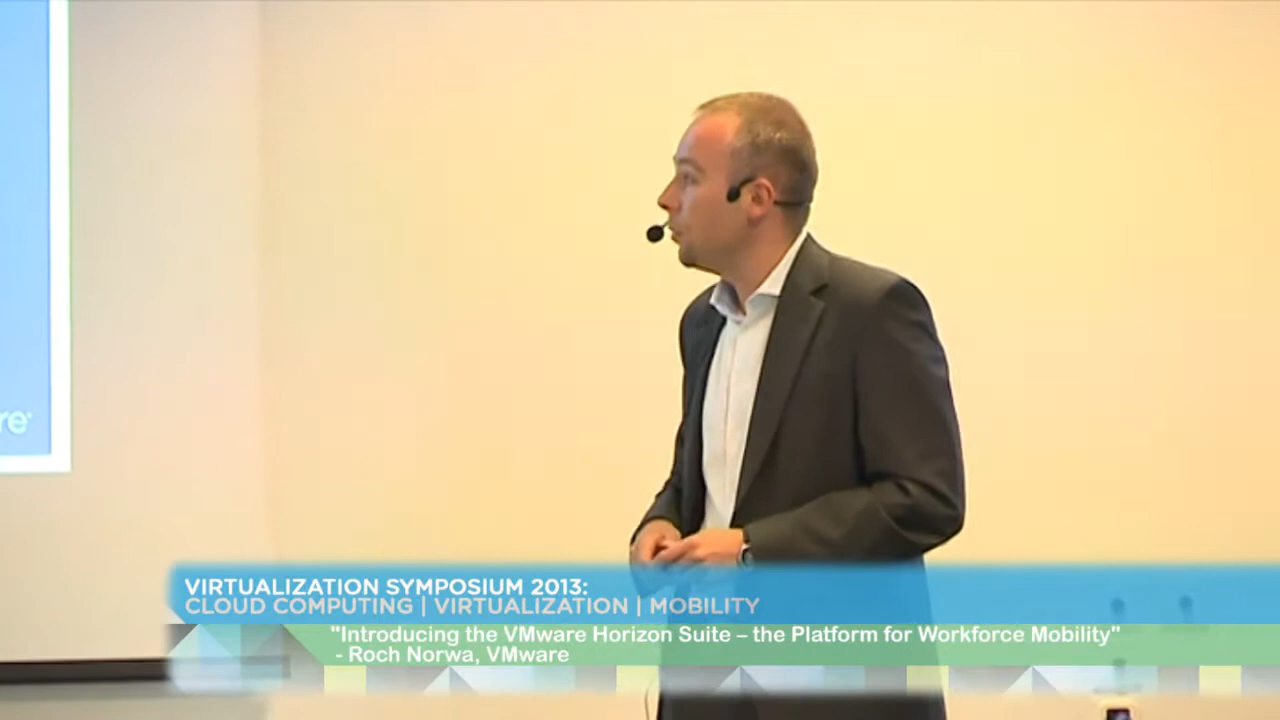 re
VIRTUALIZATION SYMPOSIUM 2013:
CLOUD COMPUTING | VIRTUALIZATION | MOBILITY
"Introducing the VMware Horizon Suite – the Platform for Workforce Mobility"
- Roch Norwa, VMware